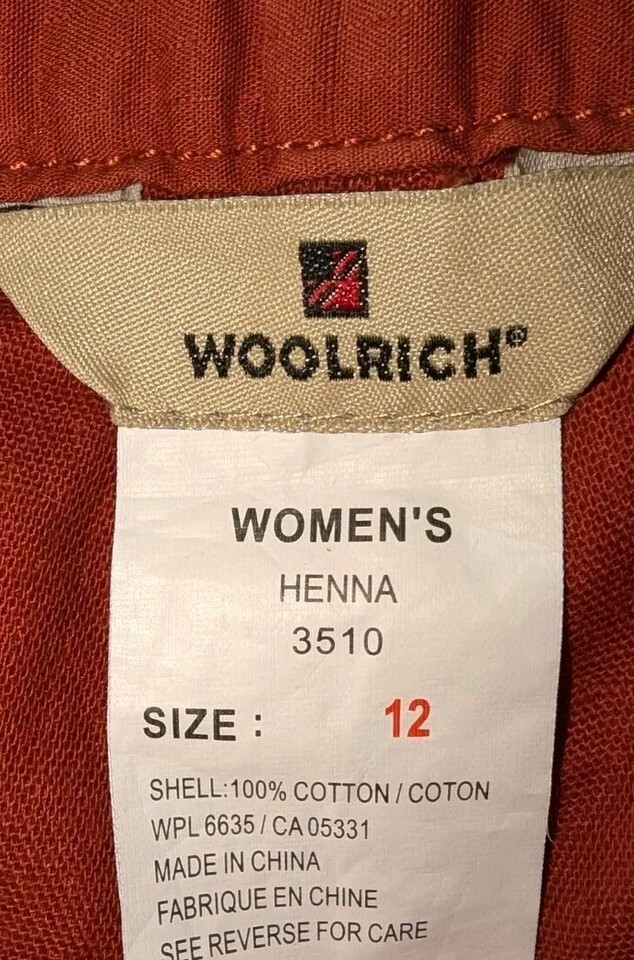 WOOLRICH®
WOMEN'S
HENNA
3510
SIZE : 12
SHELL:100% COTTON / COTON
WPL 6635 / CA 05331
MADE IN CHINA
FABRIQUE EN CHINE
SEE REVERSE FOR CARE